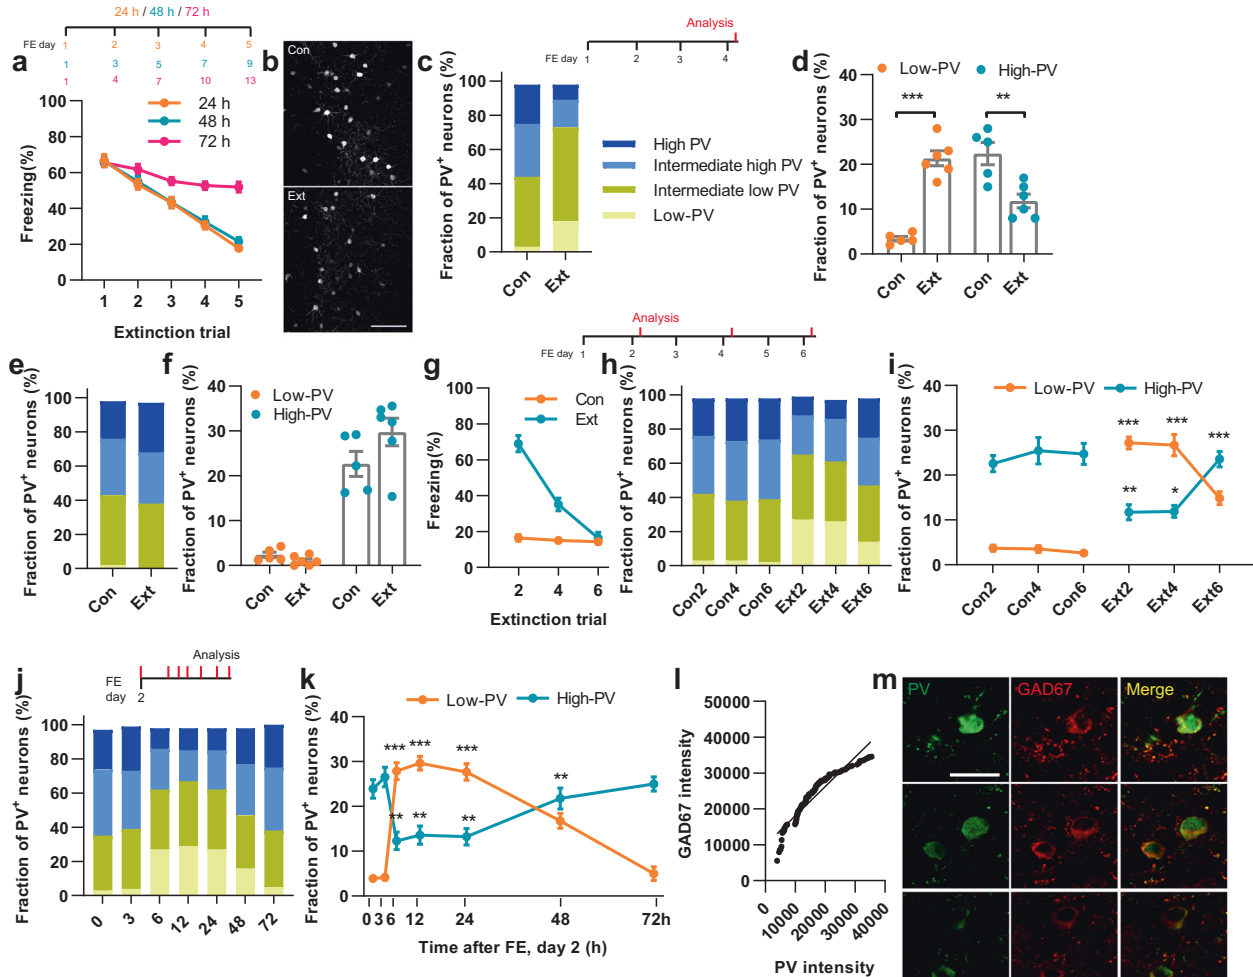 24 h / 48 h / 72 h
FE day 1 2 3 4 5
1 3 5 7 9
1 4 7 10 13
a
Freezing(%)
100
80
60
40
20
0
24 h
48 h
72 h
1 2 3 4 5
Extinction trial
b
Con
Ext
c
Analysis
FE day 1 2 3 4
Fraction of PV+ neurons (%)
100
80
60
40
20
0
Con Ext
High PV
Intermediate high PV
Intermediate low PV
Low-PV
d
Low-PV High-PV
Fraction of PV+ neurons (%)
40
30
20
10
0
*** **
Con Ext Con Ext
e
Fraction of PV+ neurons (%)
100
80
60
40
20
0
Con Ext
f
Fraction of PV+ neurons (%)
40
30
20
10
0
Low-PV
High-PV
Con Ext Con Ext
Analysis
FE day 1 2 3 4 5 6
g
Freezing(%)
100
80
60
40
20
0
Con
Ext
2 4 6
Extinction trial
h
Fraction of PV+ neurons (%)
100
80
60
40
20
0
Con2 Con4 Con6 Ext2 Ext4 Ext6
i
Low-PV High-PV
Fraction of PV+ neurons (%)
40
30
20
10
0
*** *** ***
** *
Con2 Con4 Con6 Ext2 Ext4 Ext6
j
Analysis
FE
day
2
Fraction of PV+ neurons (%)
100
80
60
40
20
0
0 3 6 12 24 48 72
k
Low-PV High-PV
Fraction of PV+ neurons (%)
40
30
20
10
0
*** *** *** **
** ** **
0 3 6 12 24 48 72h
Time after FE, day 2 (h)
l
GAD67 intensity
50000
40000
30000
20000
10000
0
0 10000 20000 30000 40000
PV intensity
m
PV GAD67 Merge